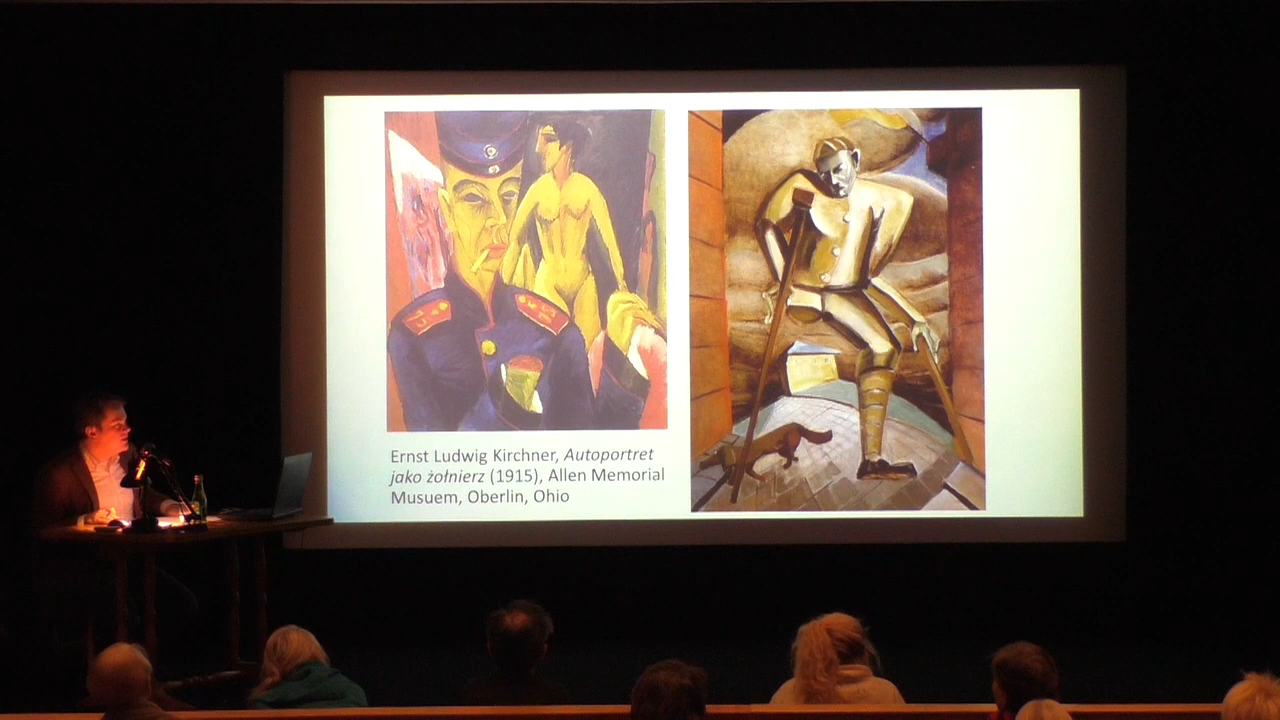 Ernst Ludwig Kirchner, Autoportret
jako żołnierz (1915), Allen Memorial
Musuem, Oberlin, Ohio